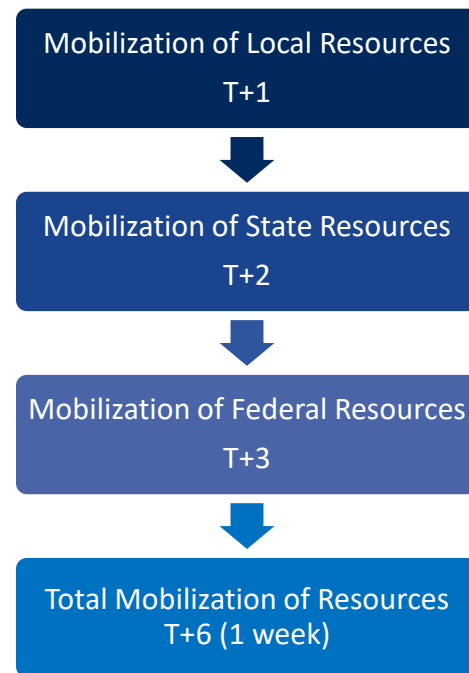 Mobilization of Local Resources
T+1
Mobilization of State Resources
T+2
Mobilization of Federal Resources
T+3
Total Mobilization of Resources
T+6 (1 week)